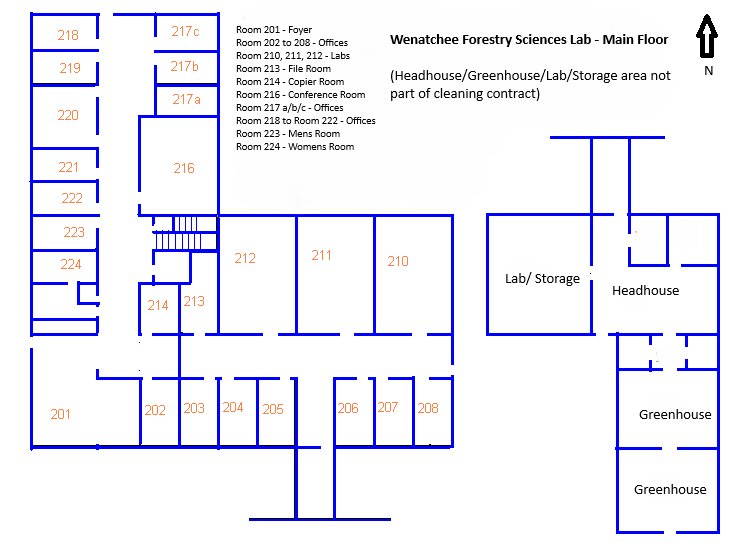 Room 201 - Foyer
Room 202 to 208 - Offices
Room 210, 211, 212 - Labs
Room 213 - File Room
Room 214 - Copier Room
Room 216 - Conference Room
Room 217 a/b/c - Offices
Room 218 to Room 222 - Offices
Room 223 - Mens Room
Room 224 - Womens Room
Wenatchee Forestry Sciences Lab - Main Floor
(Headhouse/Greenhouse/Lab/Storage area not
part of cleaning contract)
N
218
217c
219
217b
217a
220
221
216
222
223
224
212
211
210
214
213
201
202
203
204
205
206
207
208
Lab/ Storage
Headhouse
Greenhouse
Greenhouse